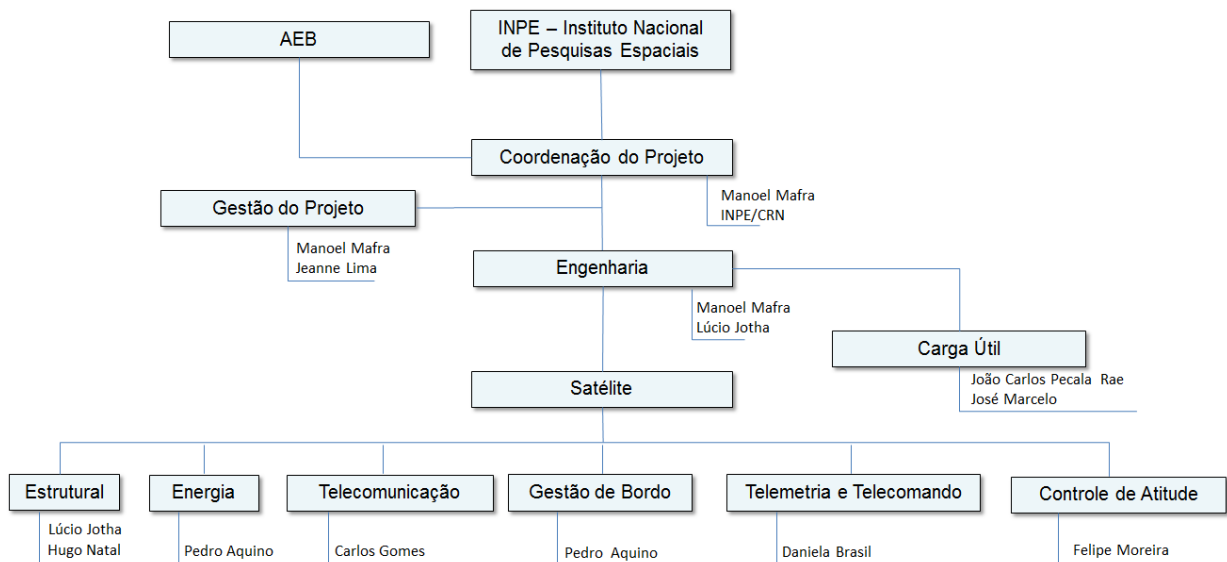 AEB
INPE – Instituto Nacional
de Pesquisas Espaciais
Coordenação do Projeto
Manoel Mafra
INPE/CRN
Gestão do Projeto
Manoel Mafra
Jeanne Lima
Engenharia
Manoel Mafra
Lúcio Jotha
Carga Útil
João Carlos Pecala Rae
José Marcelo
Satélite
Estrutural
Lúcio Jotha
Hugo Natal
Energia
Pedro Aquino
Telecomunicação
Carlos Gomes
Gestão de Bordo
Pedro Aquino
Telemetria e Telecomando
Daniela Brasil
Controle de Atitude
Felipe Moreira